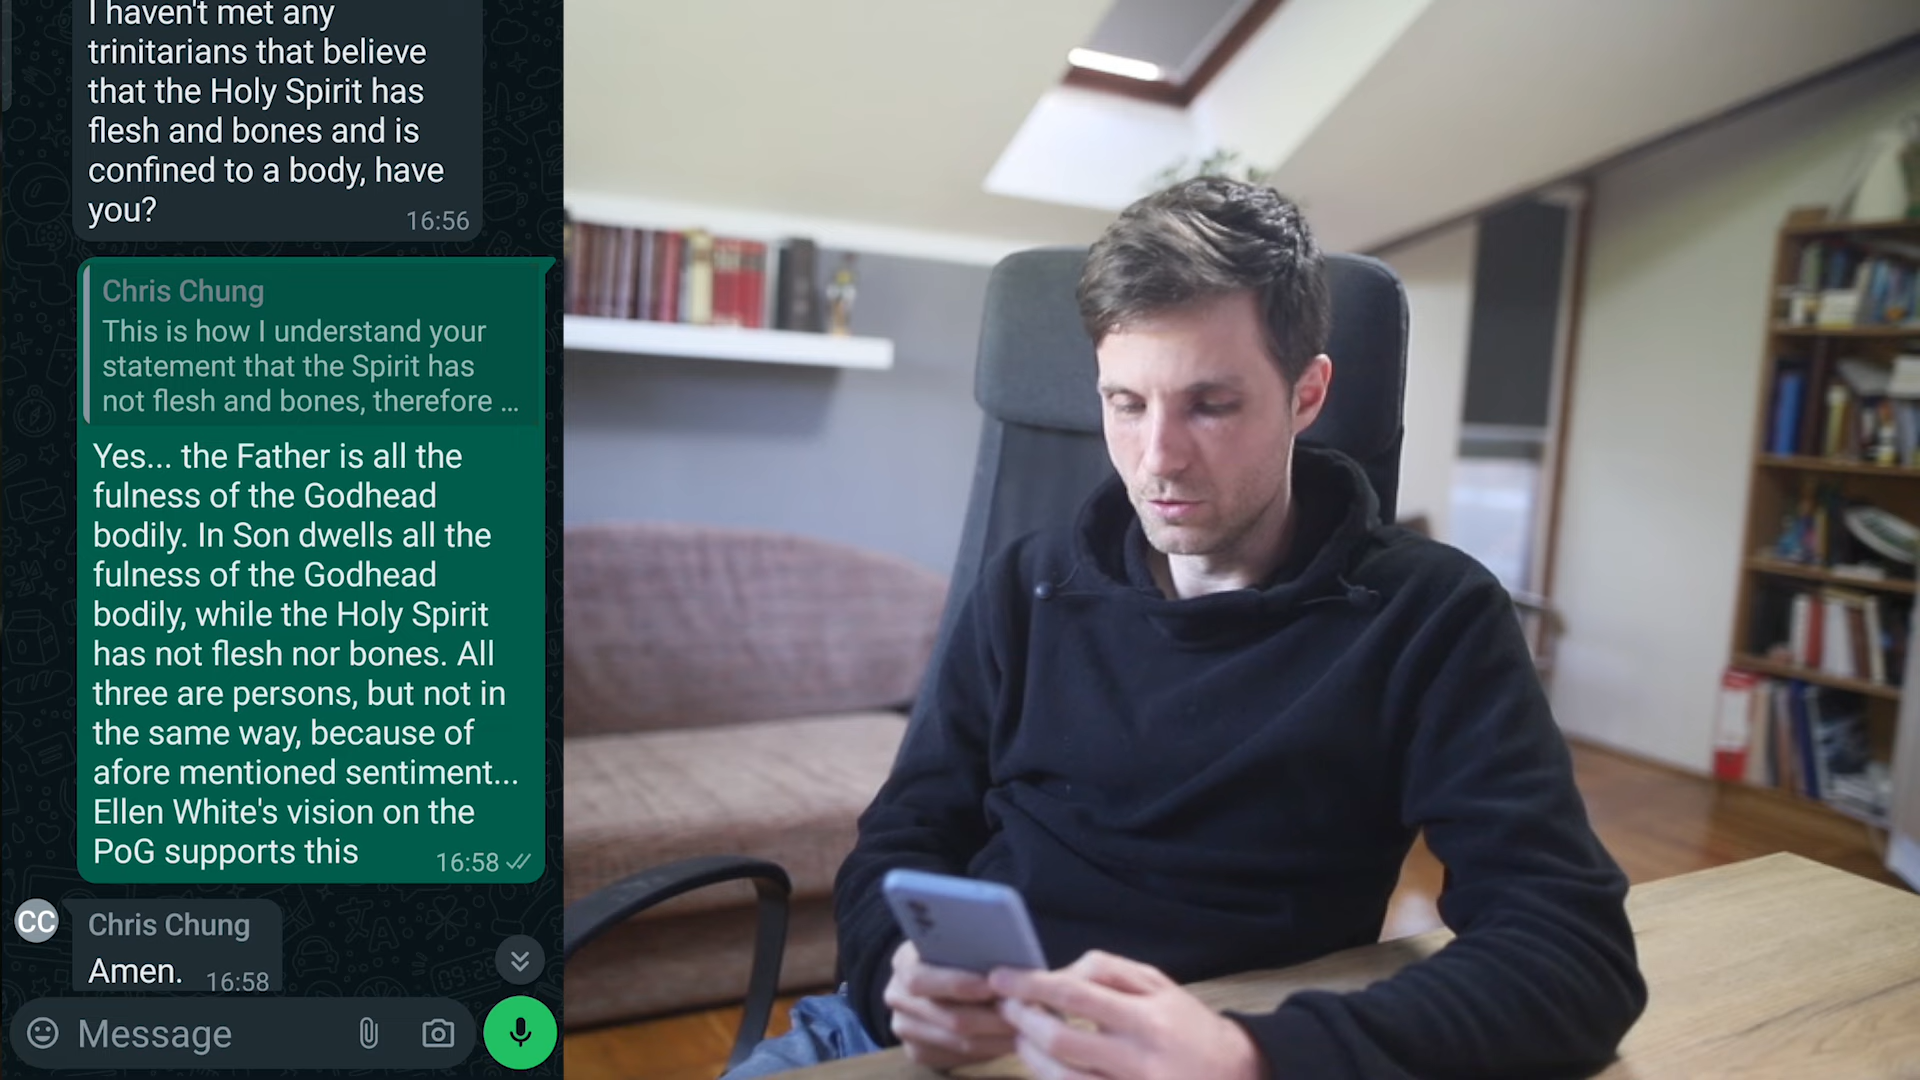 I haven't met any
trinitarians that believe
that the Holy Spirit has
flesh and bones and is
confined to a body, have
you?
16:56
Chris Chung
This is how I understand your
statement that the Spirit has
not flesh and bones, therefore ...
Yes... the Father is all the
fulness of the Godhead
bodily. In Son dwells all the
fulness of the Godhead
bodily, while the Holy Spirit
has not flesh nor bones. All
three are persons, but not in
the same way, because of
afore mentioned sentiment...
Ellen White's vision on the
PoG supports this
16:58
CC
Chris Chung
Amen.
16:58
Message